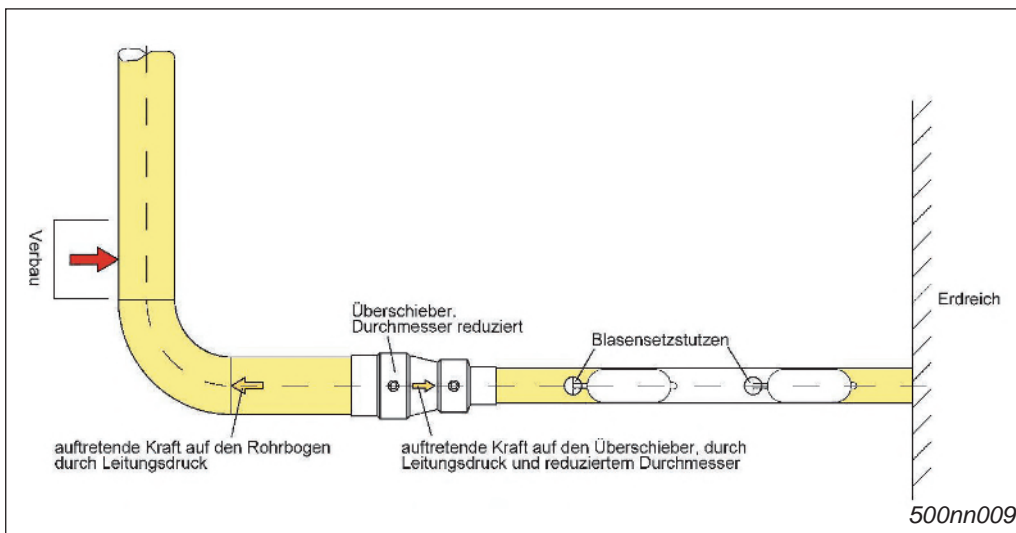 Verbau
Überschieber.
Durchmesser reduziert
Blasensetzstutzen
Erdreich
auftretende Kraft auf den Rohrbogen
durch Leitungsdruck
auftretende Kraft auf den Überschieber, durch
Leitungsdruck und reduziertem Durchmesser
500nn009